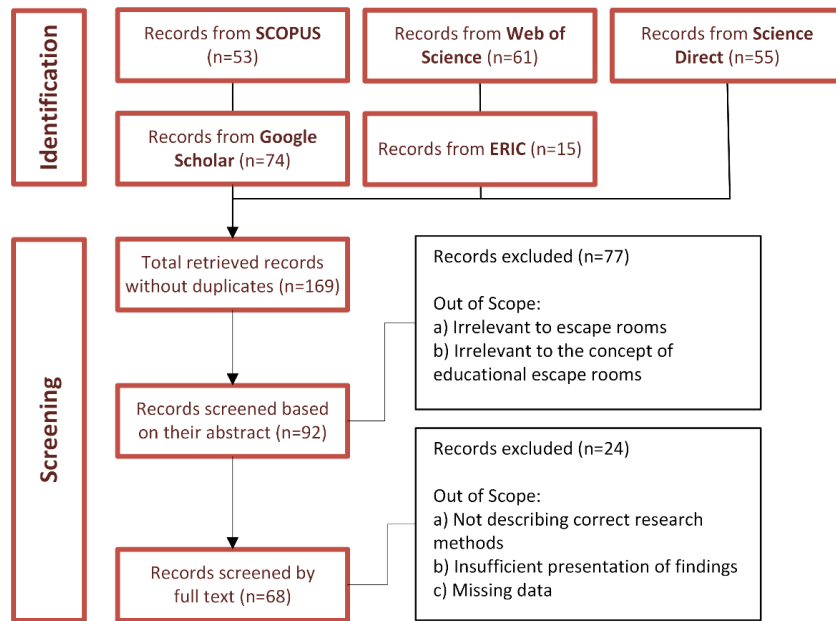 Identification
Records from SCOPUS
(n=53)
Records from Web of
Science (n=61)
Records from Science
Direct (n=55)
Records from Google
Scholar (n=74)
Records from ERIC (n=15)
Screening
Total retrieved records
without duplicates (n=169)
Records excluded (n=77)
Out of Scope:
a) Irrelevant to escape rooms
b) Irrelevant to the concept of
educational escape rooms
Records screened based
on their abstract (n=92)
Records excluded (n=24)
Out of Scope:
a) Not describing correct research
methods
b) Insufficient presentation of findings
c) Missing data
Records screened by
full text (n=68)